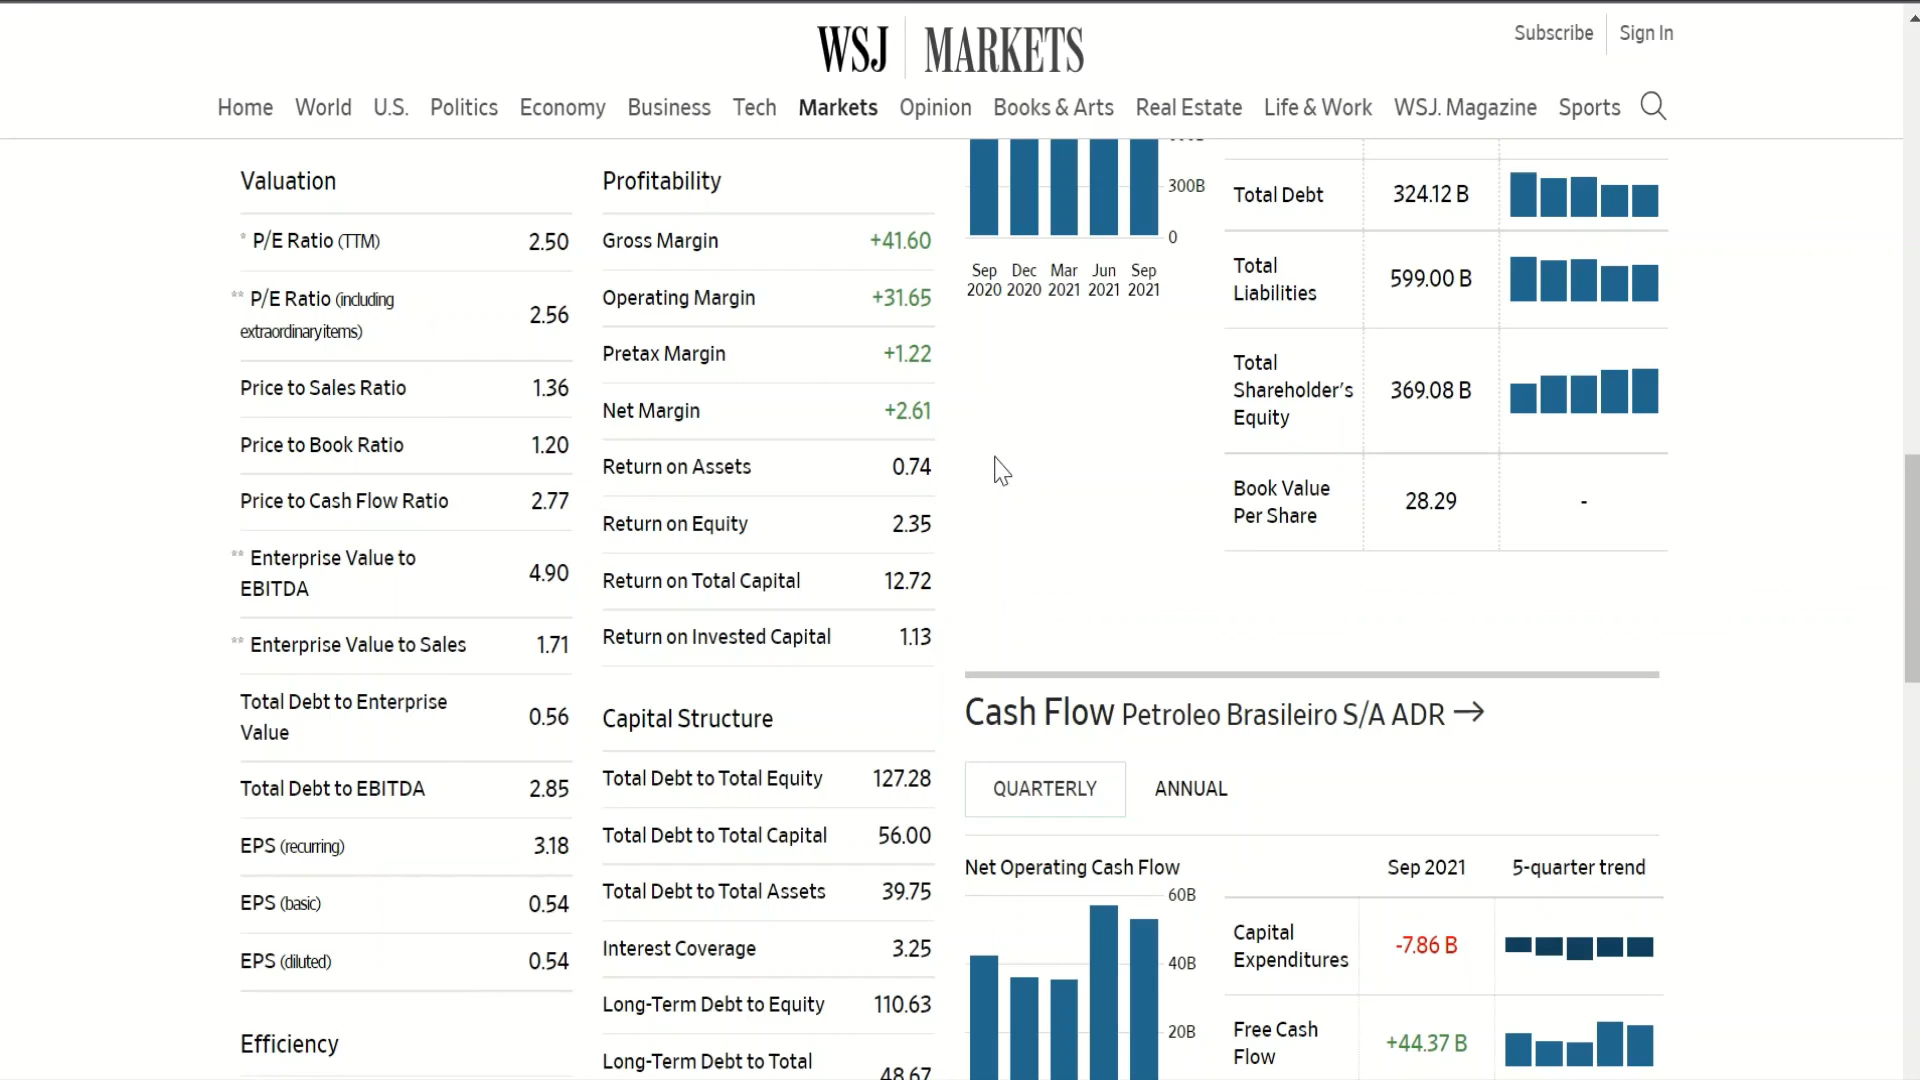 WSJ MARKETS
Subscribe Sign In
Home World U.S. Politics Economy Business Tech Markets Opinion Books & Arts Real Estate Life & Work WSJ. Magazine Sports
Valuation
* P/E Ratio (TTM) 2.50
** P/E Ratio (including
extraordinary items) 2.56
Price to Sales Ratio 1.36
Price to Book Ratio 1.20
Price to Cash Flow Ratio 2.77
** Enterprise Value to
EBITDA 4.90
** Enterprise Value to Sales 1.71
Total Debt to Enterprise
Value 0.56
Total Debt to EBITDA 2.85
EPS (recurring) 3.18
EPS (basic) 0.54
EPS (diluted) 0.54
Efficiency
Profitability
Gross Margin +41.60
Operating Margin +31.65
Pretax Margin +1.22
Net Margin +2.61
Return on Assets 0.74
Return on Equity 2.35
Return on Total Capital 12.72
Return on Invested Capital 1.13
Capital Structure
Total Debt to Total Equity 127.28
Total Debt to Total Capital 56.00
Total Debt to Total Assets 39.75
Interest Coverage 3.25
Long-Term Debt to Equity 110.63
Long-Term Debt to Total
48.67
300B
0
Sep Dec Mar Jun Sep
2020 2020 2021 2021 2021
Total Debt 324.12 B
Total
Liabilities 599.00 B
Total
Shareholder's 369.08 B
Equity
Book Value
Per Share 28.29 -
Cash Flow Petroleo Brasileiro S/A ADR →
QUARTERLY ANNUAL
Net Operating Cash Flow
60B
40B
20B
Sep 2021 5-quarter trend
Capital
Expenditures -7.86 B
Free Cash
Flow +44.37 B